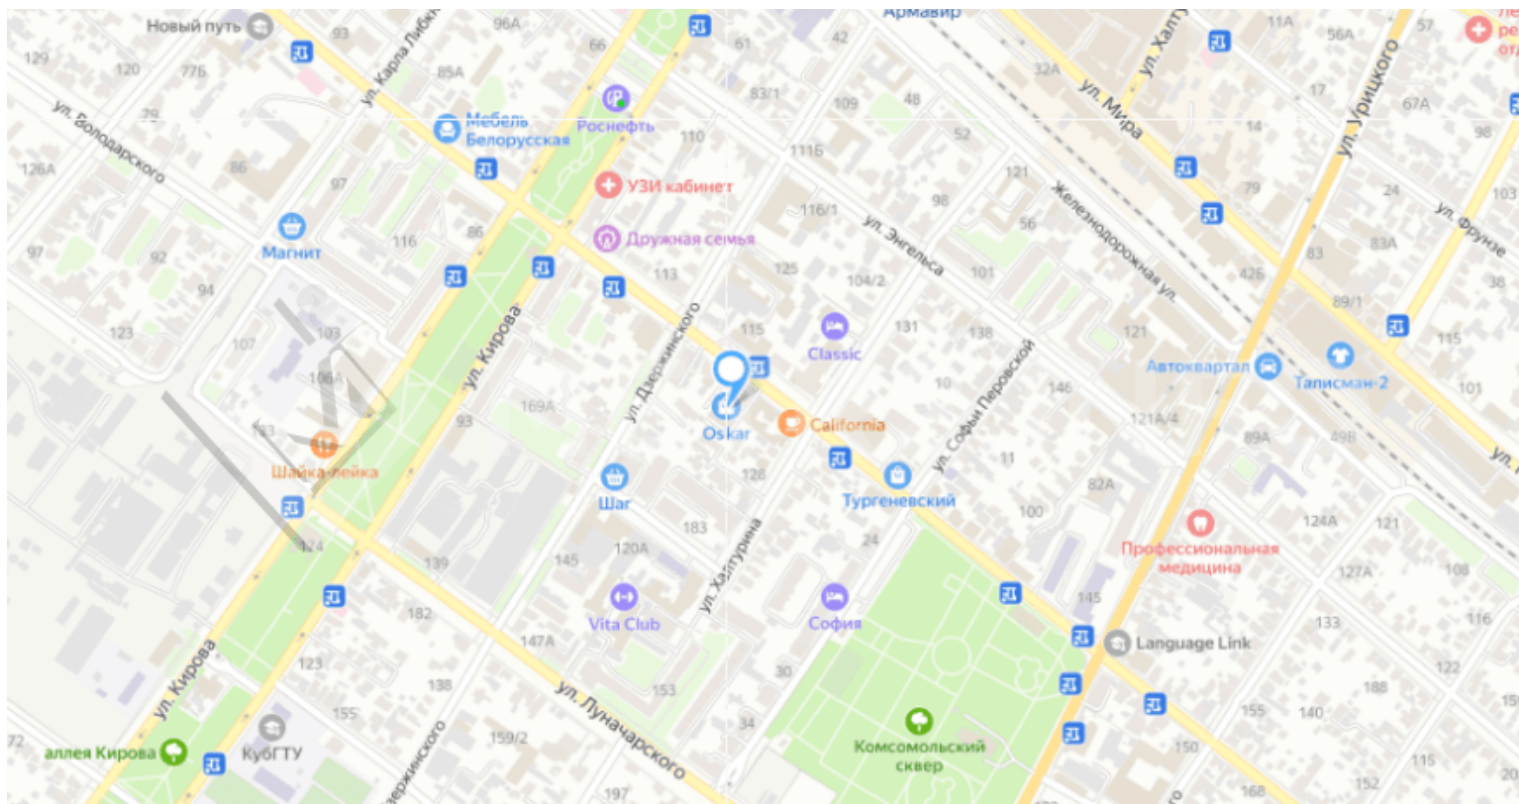 Новый путь
93
96А
ул. Карла Либкн
66
61
42
Армавир
ул. Халту
11А
56А
57
129
120
77Б
85А
83/1
109
48
32А
ул. Мира
17
ул. Урицкого
67А
ул. Володарского
79
Мебель
Белорусская
Роснефть
110
52
14
98
126А
86
97
111Б
121
79
24
103
УЗИ кабинет
116/1
98
56
Железнодорожная ул.
ул. Фрунзе
Магнит
116
86
Дружная семья
ул. Энгельса
83
83А
97
92
94
113
125
104/2
101
42Б
38
89/1
123
107
103
ул. Кирова
ул. Дзержинского
115
Classic
131
138
121
115
106А
Автоквартал
Талисман-2
101
169А
93
Oskar
California
10
ул. Софьи Перовской
146
121А/4
89А
49В
Шайка-лейка
Шаг
128
Тургеневский
11
82А
100
183
24
Профессиональная
медицина
124А
121
174
139
145
120А
ул. Халтурина
127А
108
182
Vita Club
София
145
133
116
ул. Кирова
123
147А
Language Link
122
138
153
30
188
155
ул. Луначарского
34
155
140
72
аллея Кирова
КубГТУ
159/2
Комсомольский
сквер
150
115
197
168
152